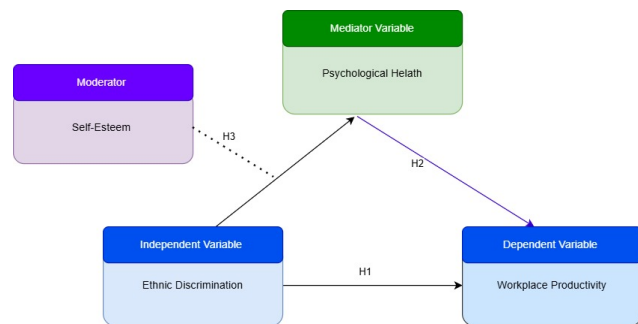 Mediator Variable
Psychological Helath
Moderator
Self-Esteem
H3
H2
Independent Variable
Ethnic Discrimination
H1
Dependent Variable
Workplace Productivity